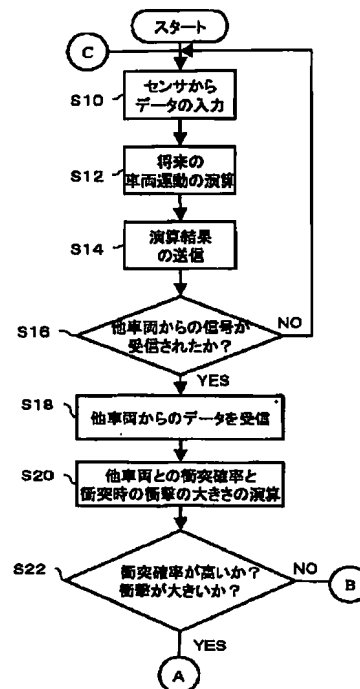 スタート
C
S10
センサから
データの入力
S12
将来の
車両運動の演算
S14
演算結果
の送信
S16
他車両からの信号が
受信されたか？
NO
YES
S18
他車両からのデータを受信
S20
他車両との衝突確率と
衝突時の衝撃の大きさの演算
S22
衝突確率が高いか？
衝撃が大きいか？
NO
B
YES
A